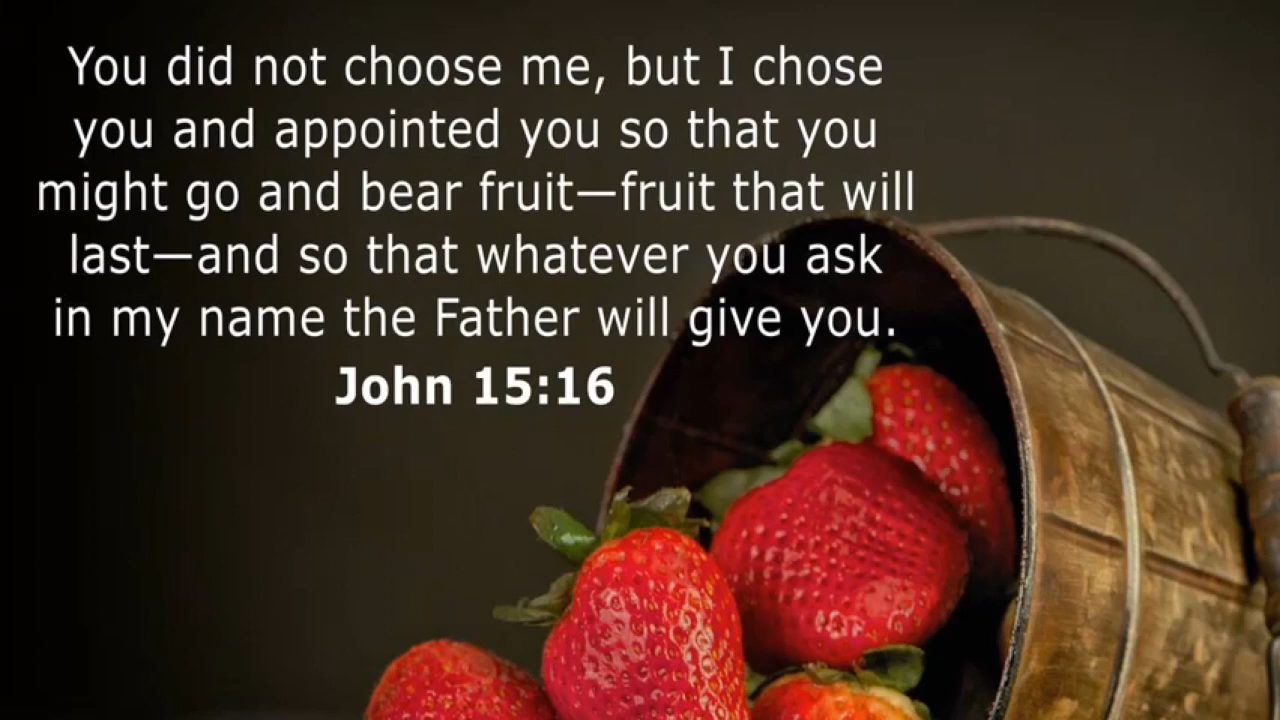 You did not choose me, but I chose
you and appointed you so that you
might go and bear fruit—fruit that will
last—and so that whatever you ask
in my name the Father will give you.
John 15:16